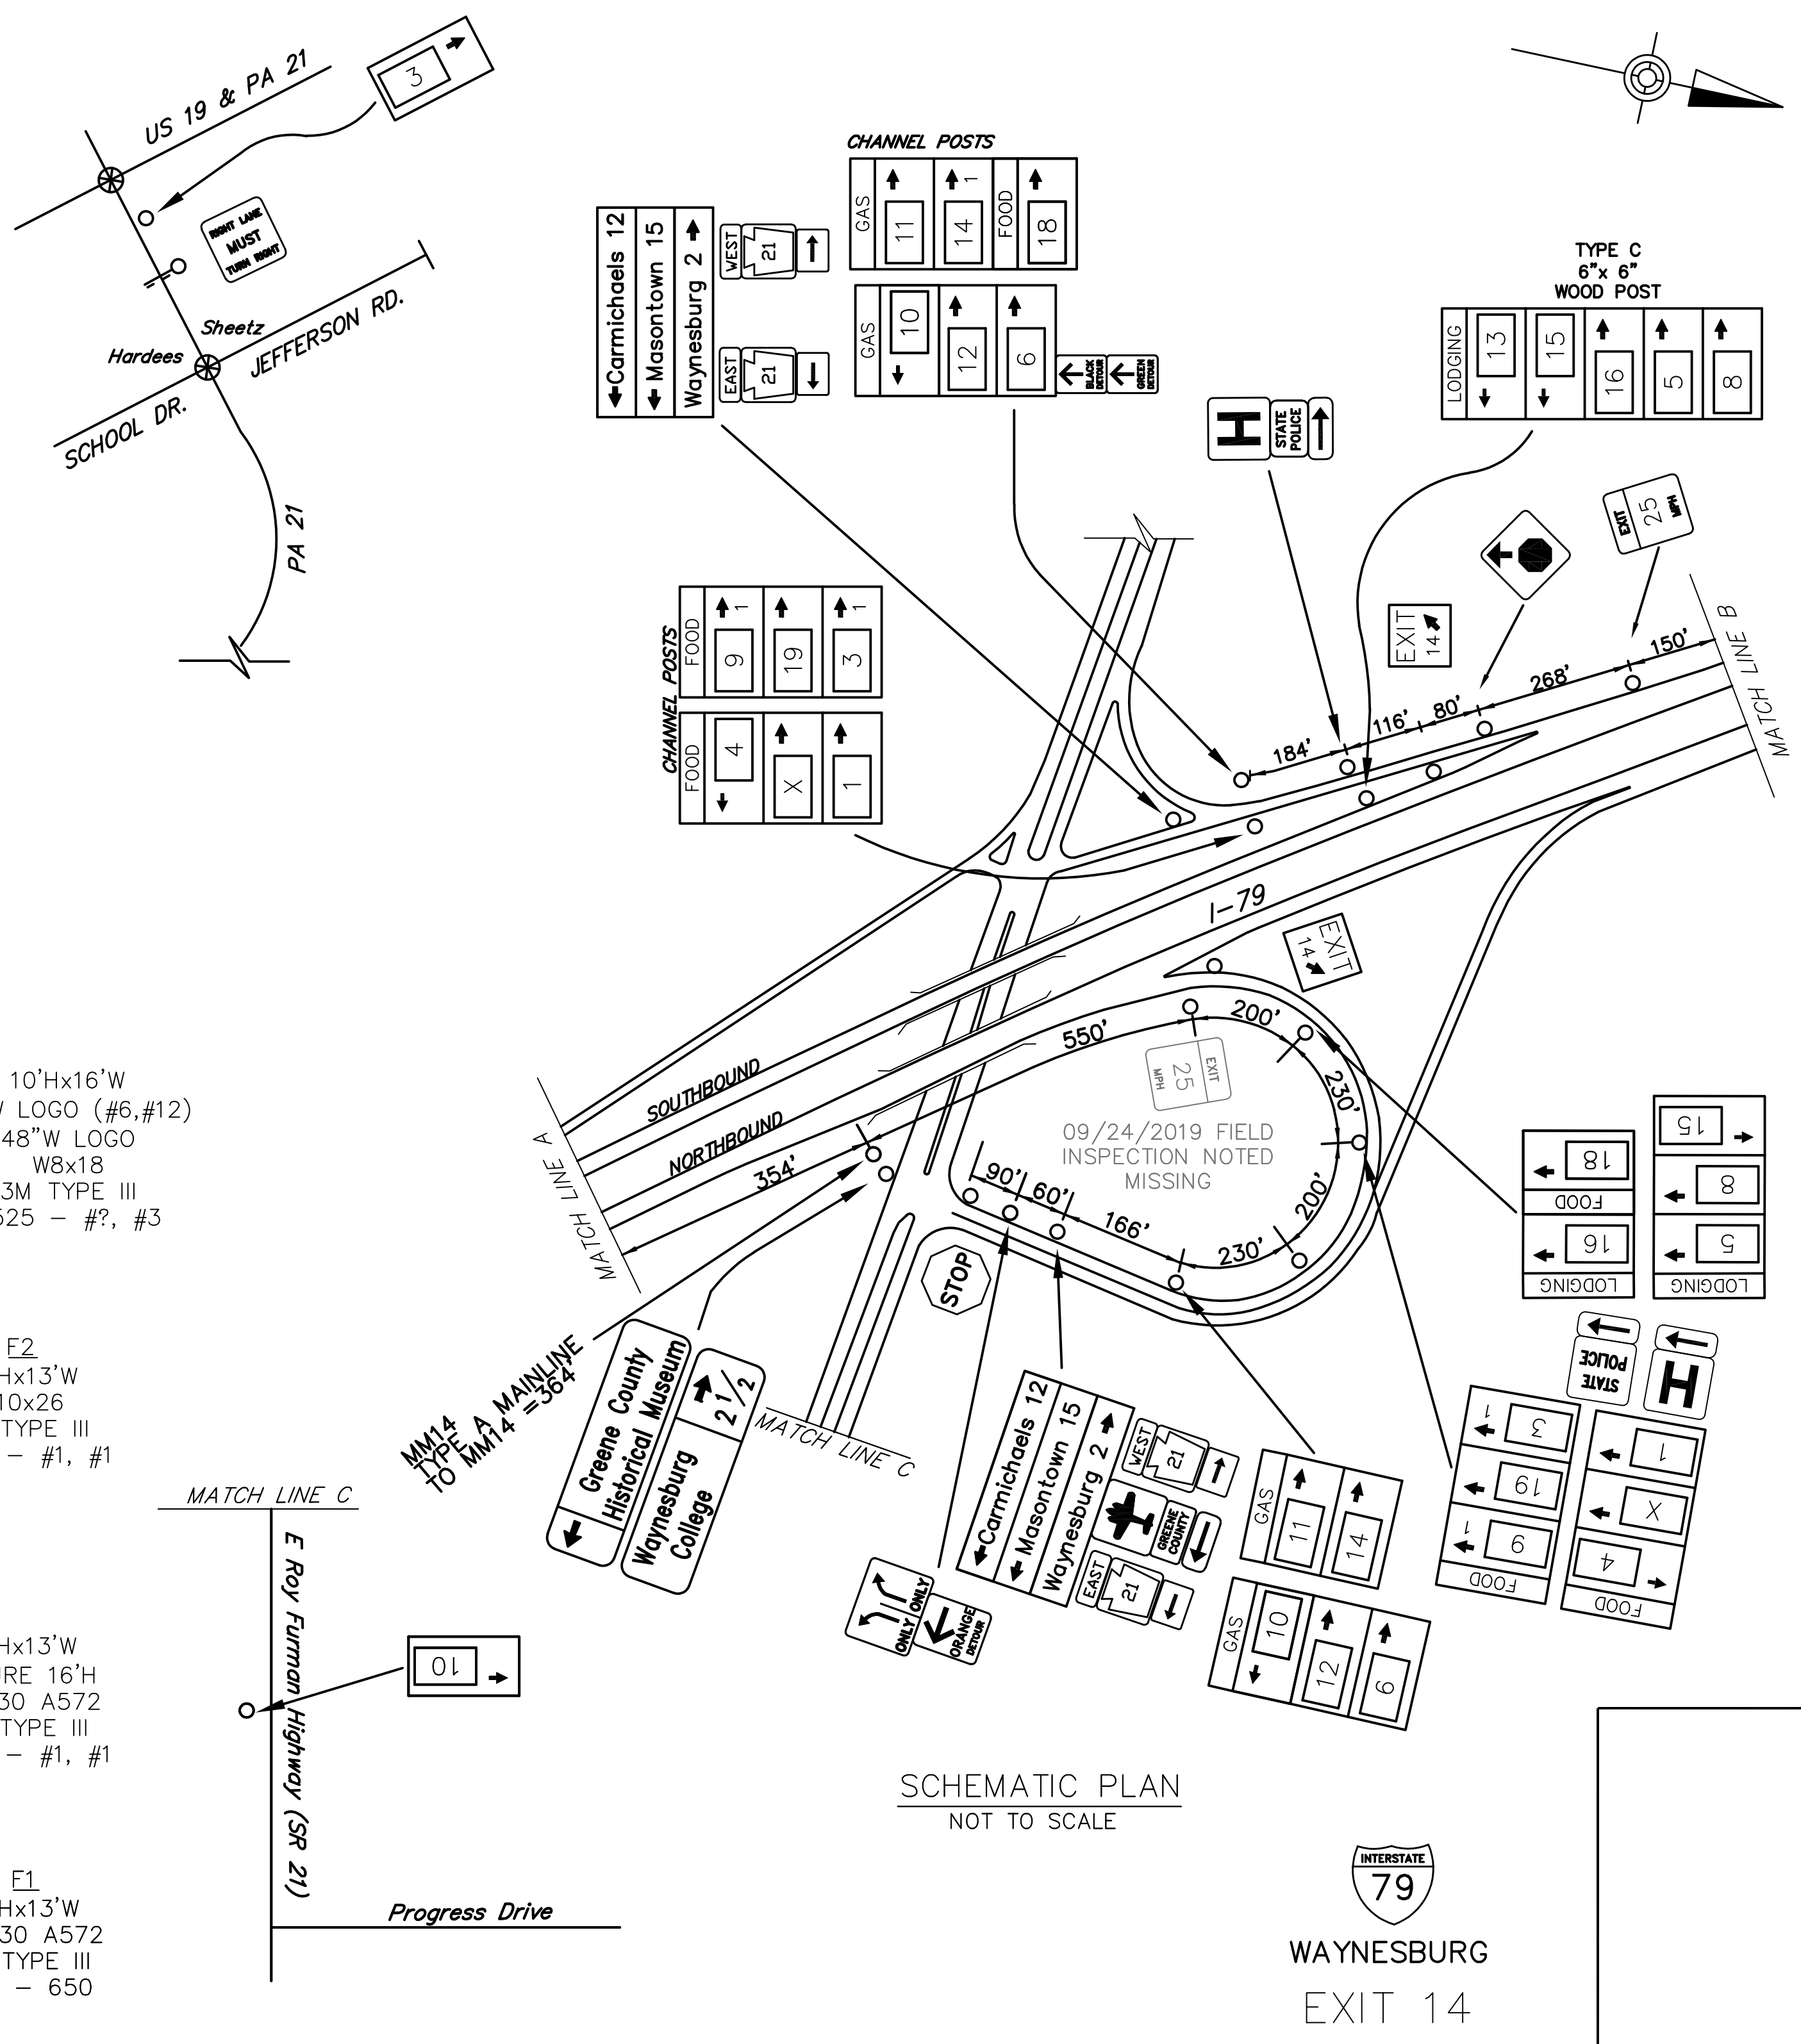 3
US 19 & PA 21
RIGHT LANE
MUST
TURN RIGHT
Sheetz
Hardees
JEFFERSON RD.
SCHOOL DR.
PA 21
CHANNEL POSTS
GAS
11
14 1
FOOD
18
Carmichaels 12
Masontown 15
Waynesburg 2
WEST
21
EAST
21
GAS
10
12
6
BLACK
DETOUR
GREEN
DETOUR
TYPE C
6"x 6"
WOOD POST
LODGING
13
15
16
5
8
H
STATE
POLICE
EXIT
25
MPH
EXIT
14
CHANNEL POSTS
FOOD
9 1
19
3 1
FOOD
4
X
1
MATCH LINE B
150'
268'
80'
116'
184'
I-79
EXIT
14
SOUTHBOUND
NORTHBOUND
MATCH LINE A
354'
550'
200'
230'
200'
230'
166'
60'
90'
EXIT
25
MPH
09/24/2019 FIELD
INSPECTION NOTED
MISSING
STOP
10'Hx16'W
LOGO (#6,#12)
48"W LOGO
W8x18
3M TYPE III
525 - #?, #3
F2
Hx13'W
10x26
TYPE III
- #1, #1
Hx13'W
URE 16'H
30 A572
TYPE III
- #1, #1
F1
Hx13'W
30 A572
TYPE III
- 650
MM14
TYPE A MAINLINE
TO MM14 =364'
Greene County
Historical Museum
Waynesburg
College
2 1/2
MATCH LINE C
MATCH LINE C
E Roy Furman Highway (SR 21)
10
Progress Drive
ONLY ONLY
ORANGE
DETOUR
Carmichaels 12
Masontown 15
Waynesburg 2
WEST
21
GREENE
COUNTY
EAST
21
GAS
11
14
GAS
10
12
6
18
FOOD
16
LODGING
15
8
5
LODGING
STATE
POLICE
H
3 1
19
9 1
FOOD
1
X
4
FOOD
SCHEMATIC PLAN
NOT TO SCALE
INTERSTATE
79
WAYNESBURG
EXIT 14